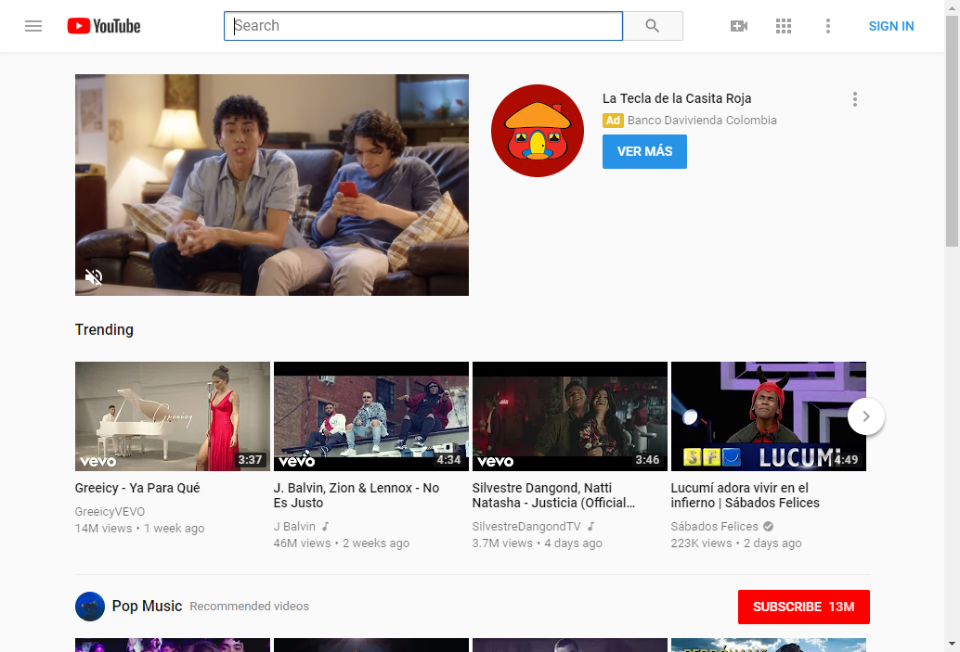 YouTube
Search
SIGN IN
La Tecla de la Casita Roja
Ad Banco Davivienda Colombia
VER MÁS
Trending
Greeicy
vevo
3:37
vevo
4:34
vevo
3:46
SFC
LUCUMÍ
4:49
Greeicy - Ya Para Qué
GreeicyVEVO
14M views • 1 week ago
J. Balvin, Zion & Lennox - No
Es Justo
J Balvin
46M views • 2 weeks ago
Silvestre Dangond, Natti
Natasha - Justicia (Official...
SilvestreDangondTV
3.7M views • 4 days ago
Lucumí adora vivir en el
infierno | Sábados Felices
Sábados Felices
223K views • 2 days ago
Pop Music Recommended videos
SUBSCRIBE 13M